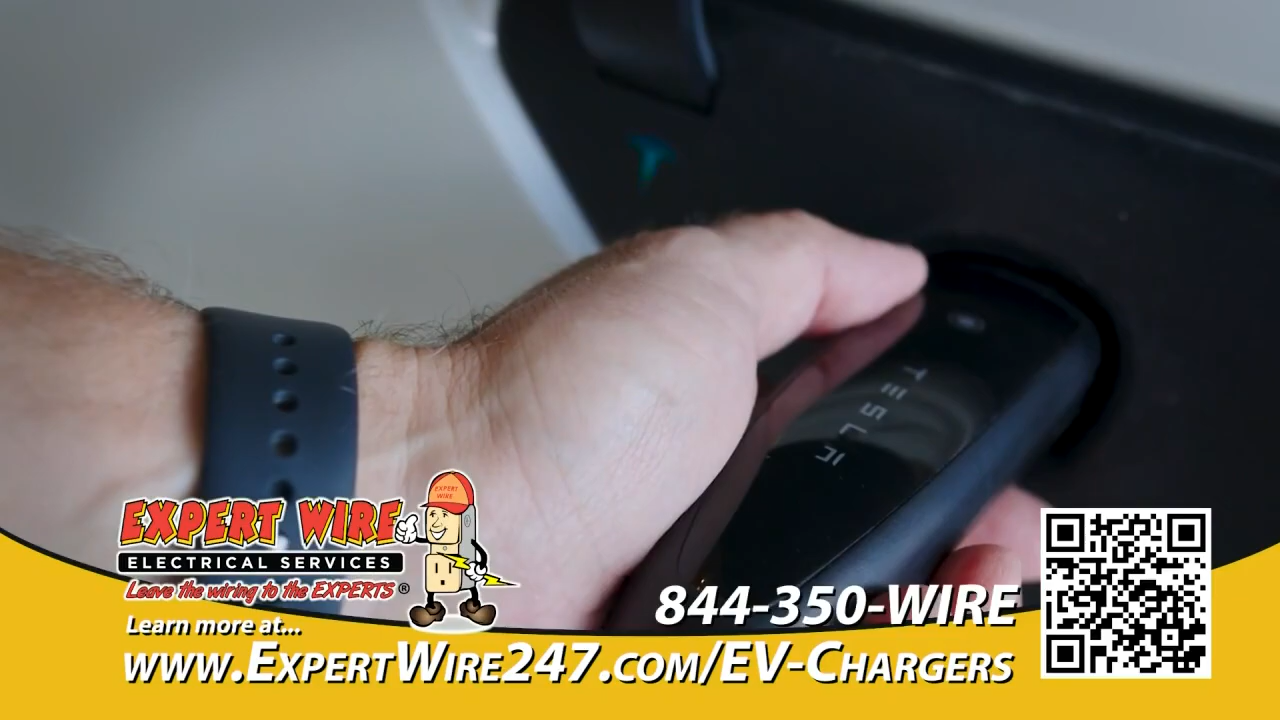 TESLA
EXPERT WIRE
EXPERT WIRE
ELECTRICAL SERVICES
Leave the wiring to the EXPERTS®
Learn more at...
844-350-WIRE
www.ExpertWire247.com/EV-Chargers